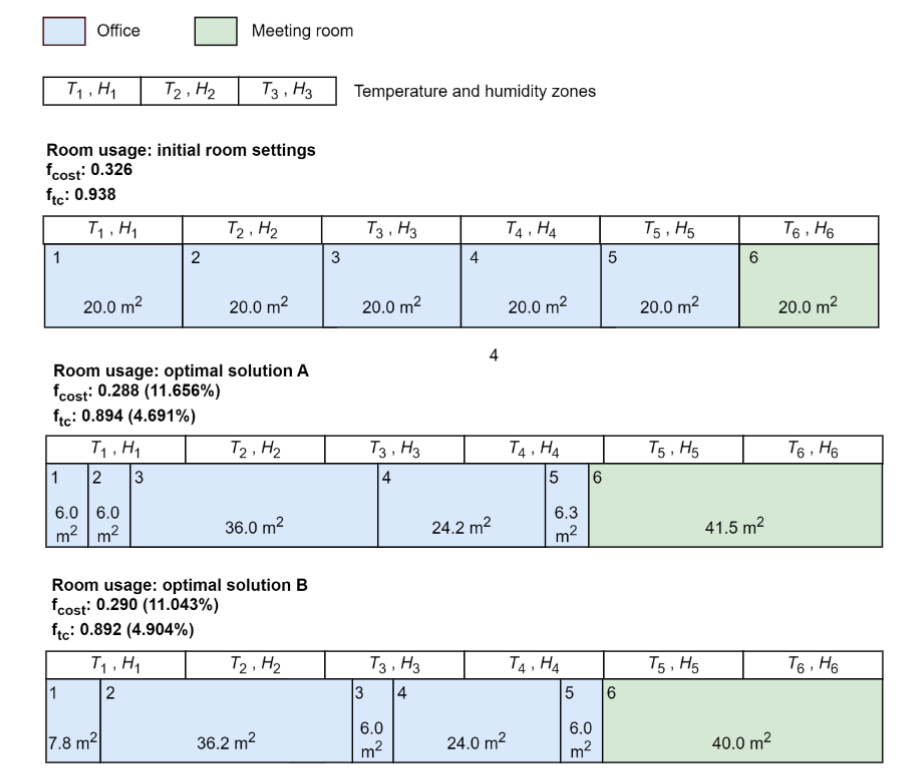 Office Meeting room
T1 , H1 T2 , H2 T3 , H3 Temperature and humidity zones
Room usage: initial room settings
fcost: 0.326
ftc: 0.938
T1 , H1 T2 , H2 T3 , H3 T4 , H4 T5 , H5 T6 , H6
1 2 3 4 5 6
20.0 m2 20.0 m2 20.0 m2 20.0 m2 20.0 m2 20.0 m2
4
Room usage: optimal solution A
fcost: 0.288 (11.656%)
ftc: 0.894 (4.691%)
T1 , H1 T2 , H2 T3 , H3 T4 , H4 T5 , H5 T6 , H6
1 2 3 4 5 6
6.0 m2 6.0 m2 36.0 m2 24.2 m2 6.3 m2 41.5 m2
Room usage: optimal solution B
fcost: 0.290 (11.043%)
ftc: 0.892 (4.904%)
T1 , H1 T2 , H2 T3 , H3 T4 , H4 T5 , H5 T6 , H6
1 2 3 4 5 6
7.8 m2 36.2 m2 6.0 m2 24.0 m2 6.0 m2 40.0 m2